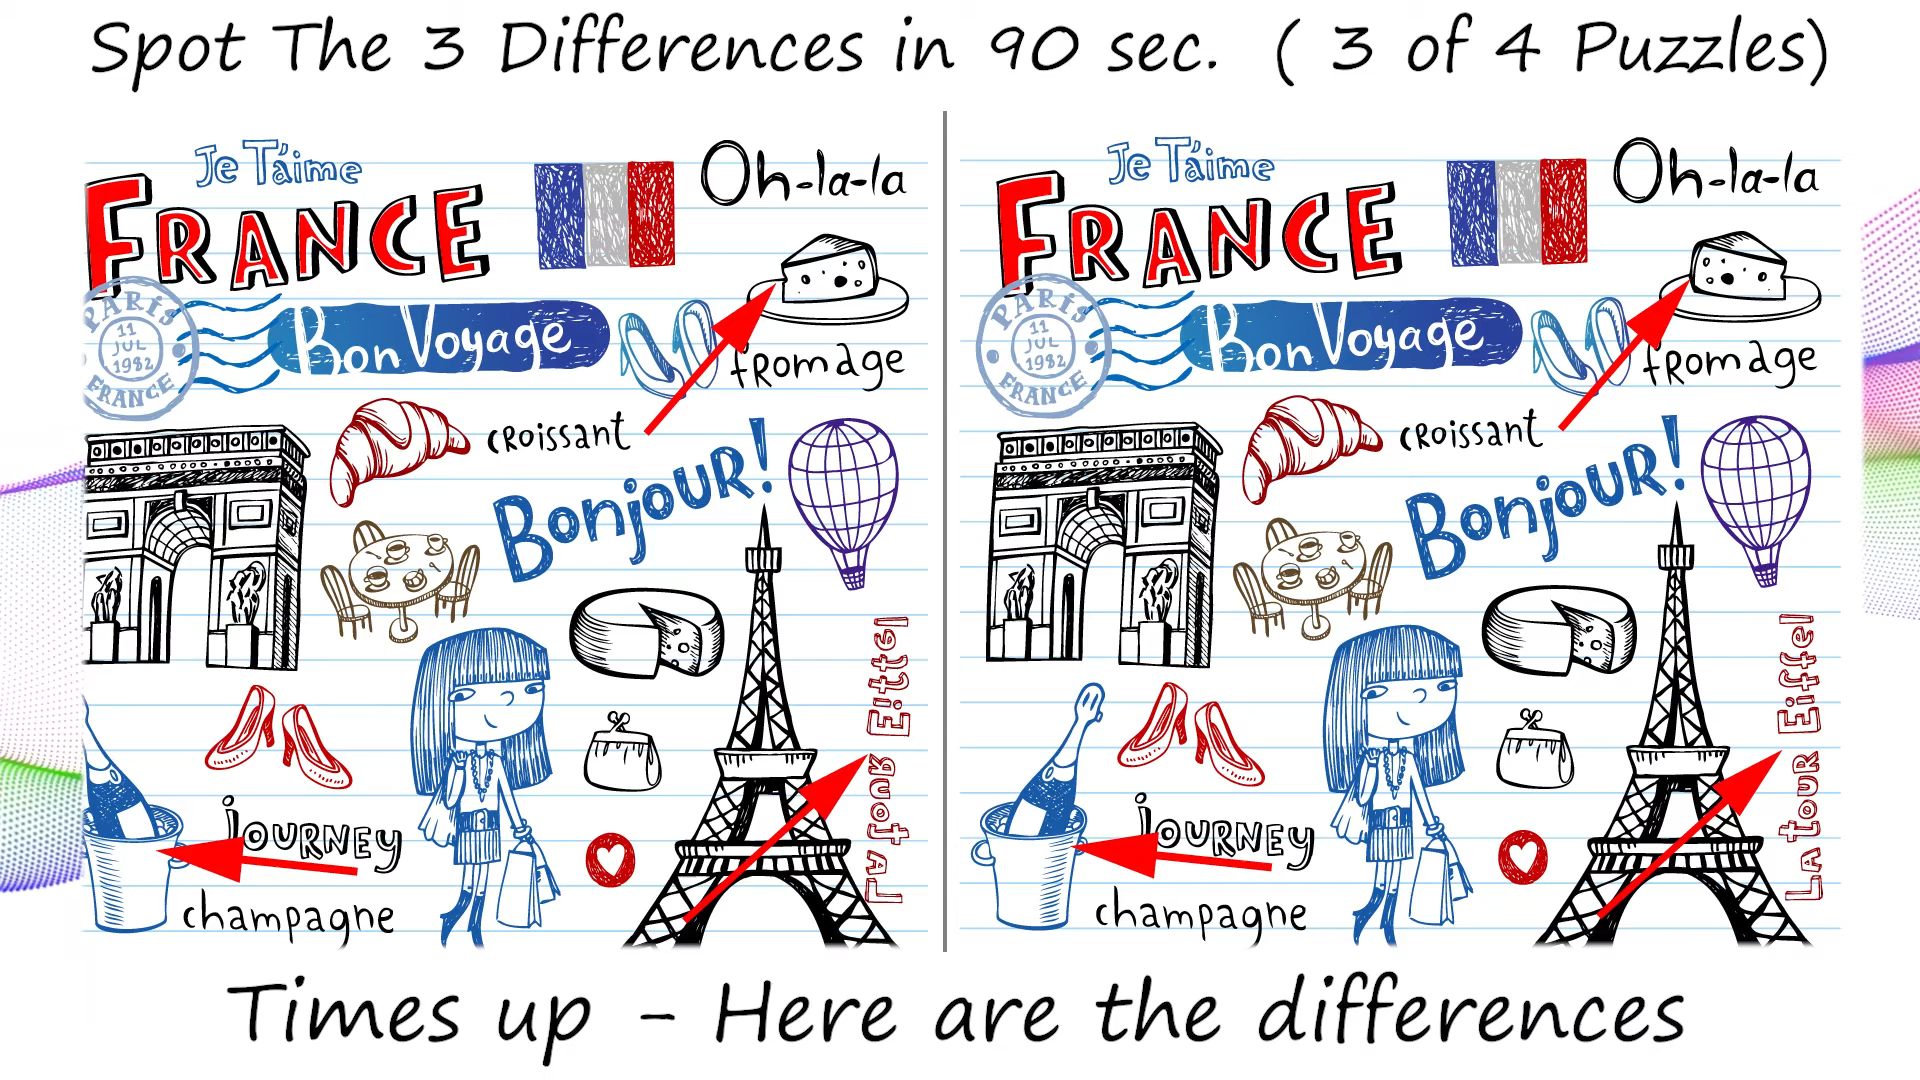 Spot The 3 Differences in 90 sec. ( 3 of 4 Puzzles)
Je T'aime
Oh-la-la
FRANCE
PARIS
11
JUL
1982
FRANCE
Bon Voyage
fromage
croissant
Bonjour!
La tour Eiffel
journey
champagne
Je T'aime
Oh-la-la
FRANCE
PARIS
11
JUL
1982
FRANCE
Bon Voyage
fromage
croissant
Bonjour!
La tour Eiffel
journey
champagne
Times up - Here are the differences